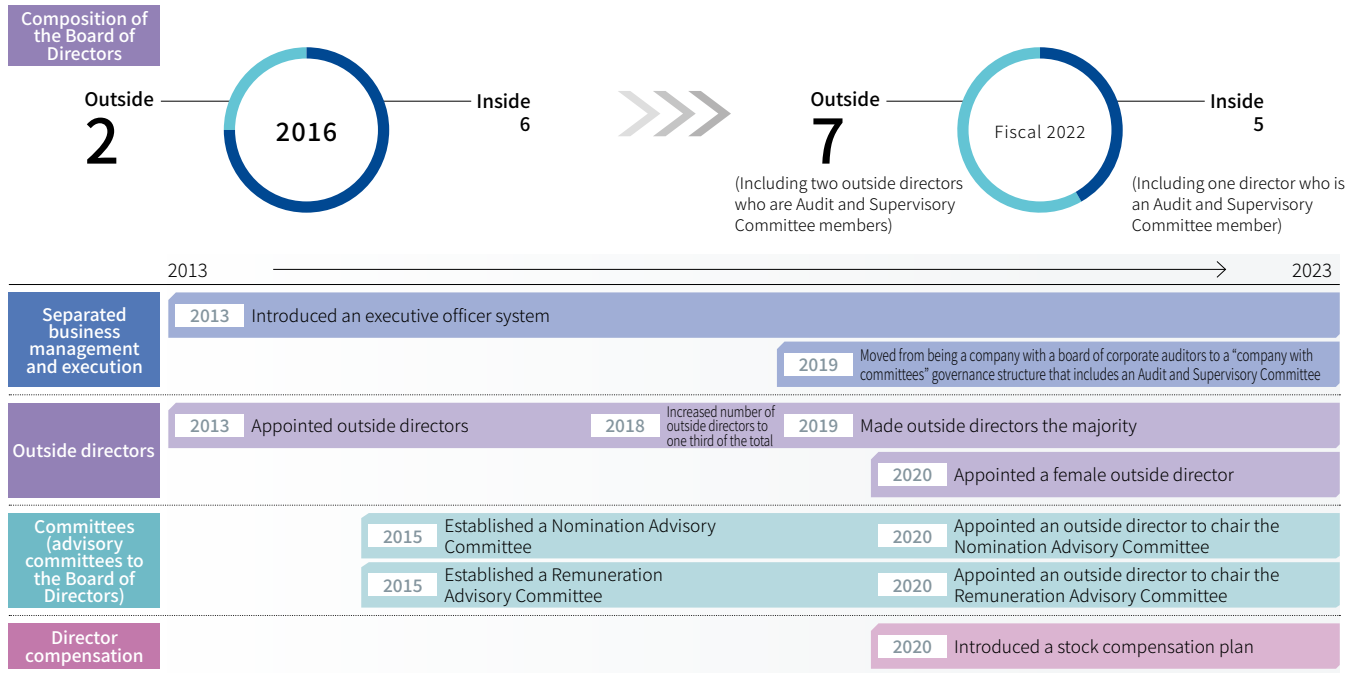 Composition of
the Board of
Directors
Outside
2
2016
Inside
6
Outside
7
(Including two outside directors
who are Audit and Supervisory
Committee members)
Fiscal 2022
Inside
5
(Including one director who is
an Audit and Supervisory
Committee member)
2013
2023
Separated
business
management
and execution
2013 Introduced an executive officer system
2019 Moved from being a company with a board of corporate auditors to a “company with
committees” governance structure that includes an Audit and Supervisory Committee
Outside directors
2013 Appointed outside directors
2018 Increased number of
outside directors to
one third of the total
2019 Made outside directors the majority
2020 Appointed a female outside director
Committees
(advisory
committees to
the Board of
Directors)
2015 Established a Nomination Advisory
Committee
2020 Appointed an outside director to chair the
Nomination Advisory Committee
2015 Established a Remuneration
Advisory Committee
2020 Appointed an outside director to chair the
Remuneration Advisory Committee
Director
compensation
2020 Introduced a stock compensation plan